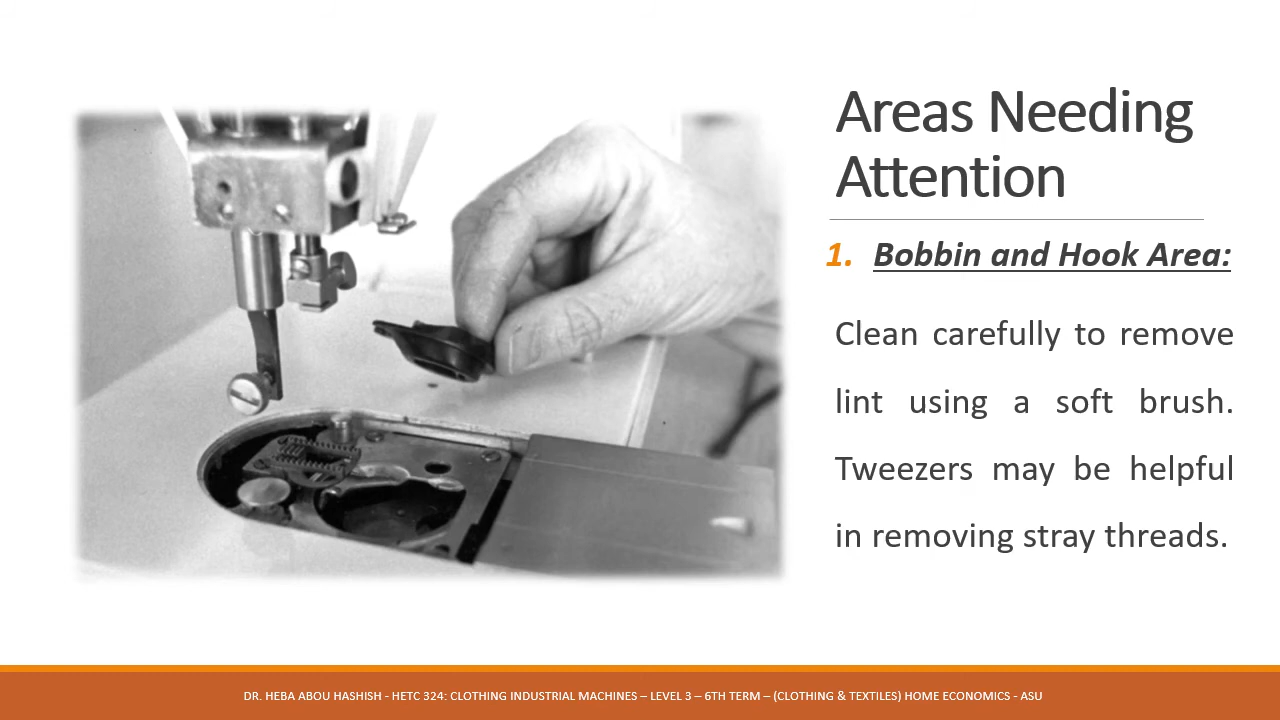 Areas Needing
Attention
1. Bobbin and Hook Area:
Clean carefully to remove
lint using a soft brush.
Tweezers may be helpful
in removing stray threads.
DR. HEBA ABOU HASHISH - HETC 324: CLOTHING INDUSTRIAL MACHINES – LEVEL 3 – 6TH TERM – (CLOTHING & TEXTILES) HOME ECONOMICS - ASU